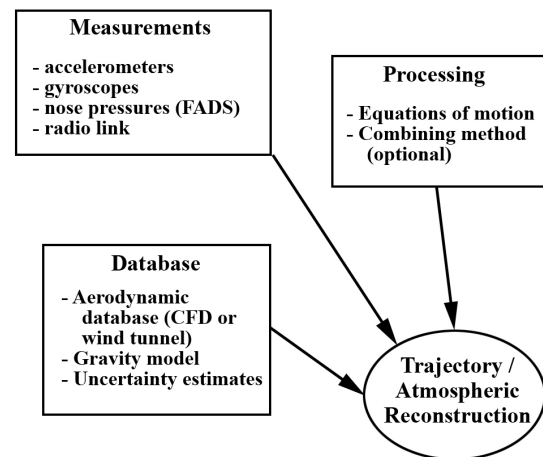 Measurements
- accelerometers
- gyroscopes
- nose pressures (FADS)
- radio link
Processing
- Equations of motion
- Combining method
(optional)
Database
- Aerodynamic
database (CFD or
wind tunnel)
- Gravity model
- Uncertainty estimates
Trajectory /
Atmospheric
Reconstruction